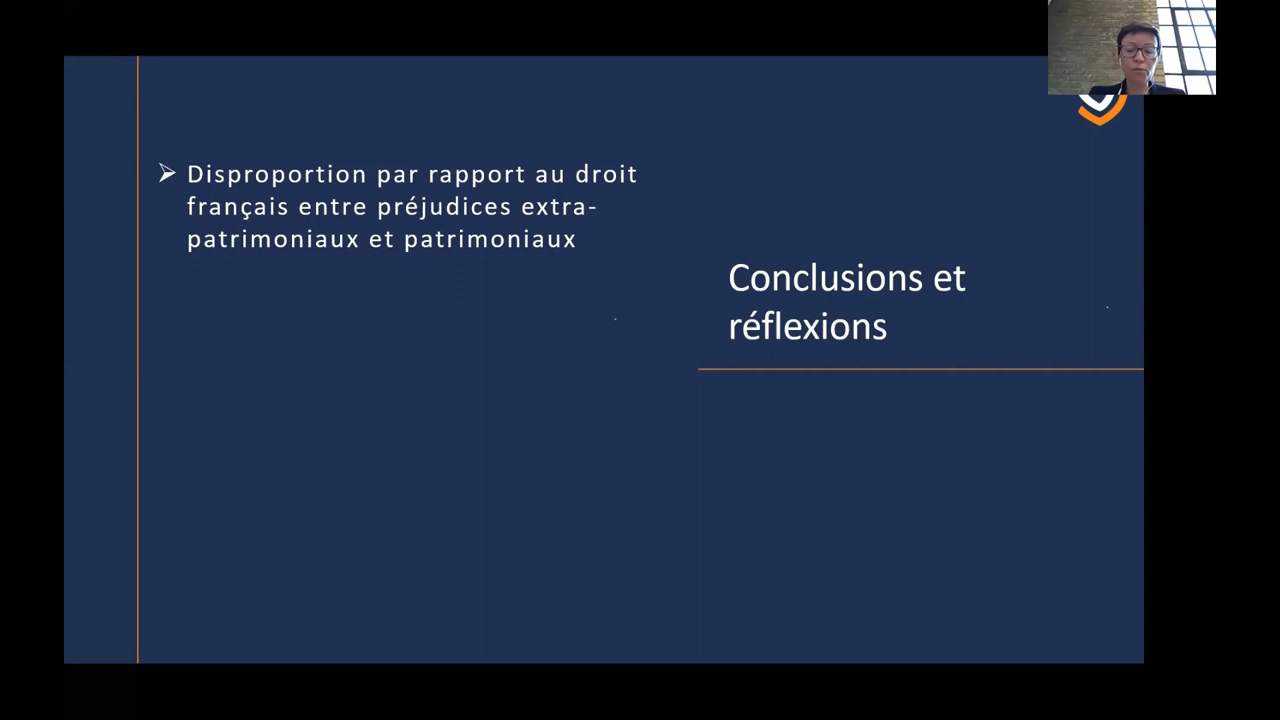 ➢ Disproportion par rapport au droit
français entre préjudices extra-
patrimoniaux et patrimoniaux
Conclusions et
réflexions